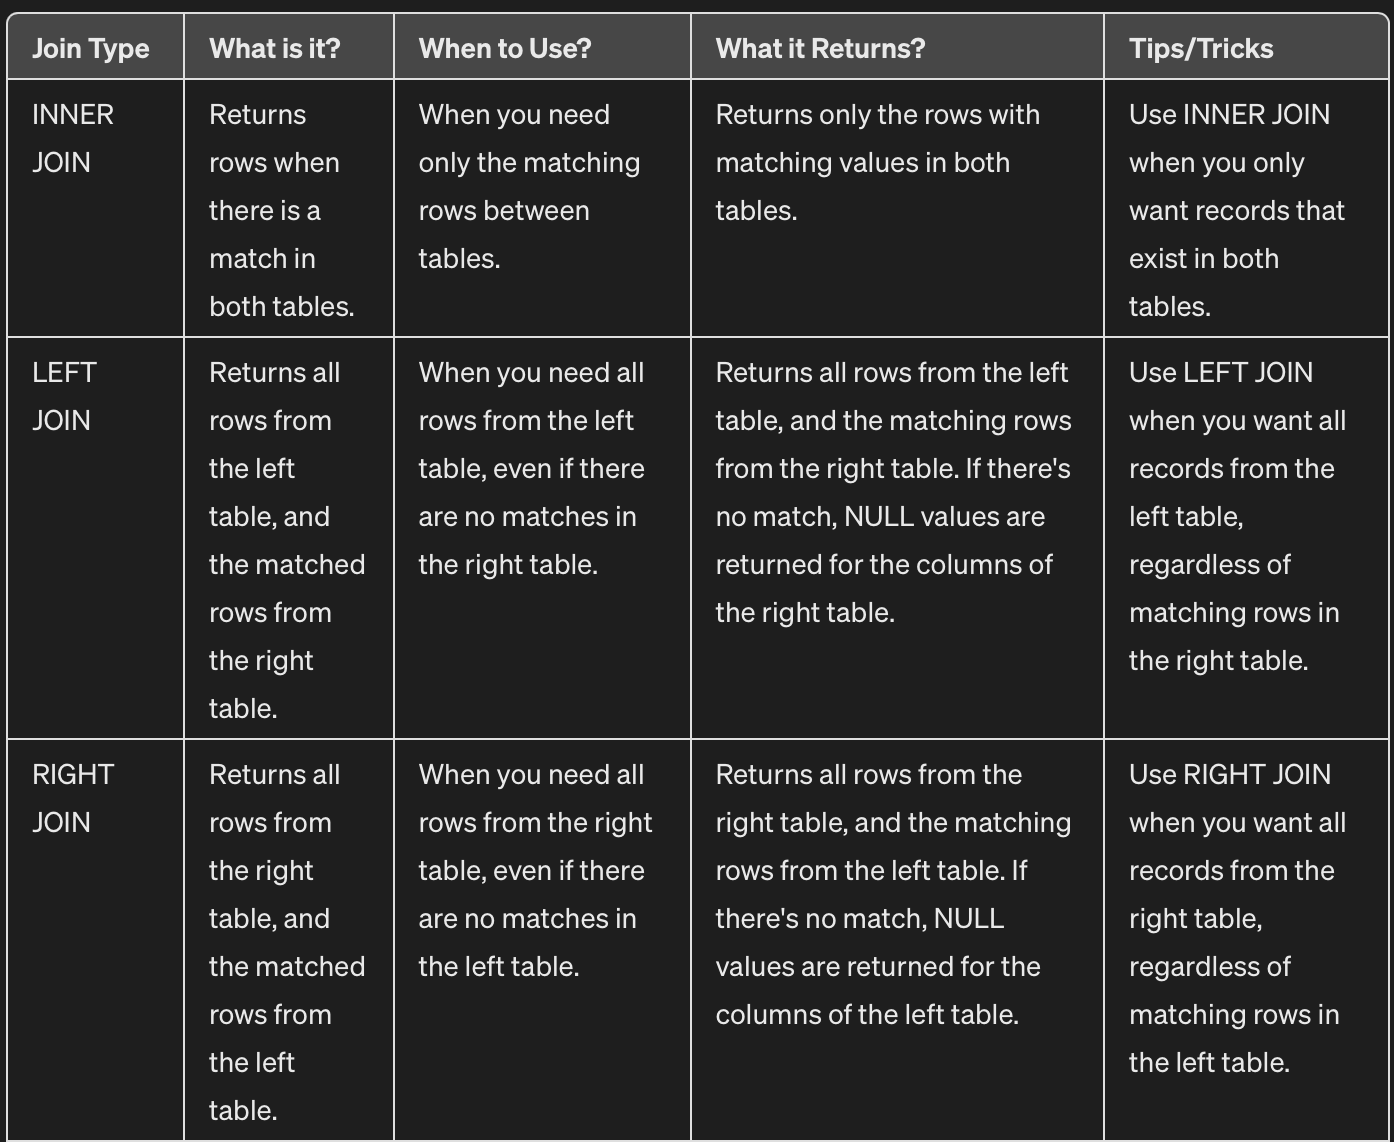 Join Type
What is it?
When to Use?
What it Returns?
Tips/Tricks
INNER
JOIN
Returns
rows when
there is a
match in
both tables.
When you need
only the matching
rows between
tables.
Returns only the rows with
matching values in both
tables.
Use INNER JOIN
when you only
want records that
exist in both
tables.
LEFT
JOIN
Returns all
rows from
the left
table, and
the matched
rows from
the right
table.
When you need all
rows from the left
table, even if there
are no matches in
the right table.
Returns all rows from the left
table, and the matching rows
from the right table. If there's
no match, NULL values are
returned for the columns of
the right table.
Use LEFT JOIN
when you want all
records from the
left table,
regardless of
matching rows in
the right table.
RIGHT
JOIN
Returns all
rows from
the right
table, and
the matched
rows from
the left
table.
When you need all
rows from the right
table, even if there
are no matches in
the left table.
Returns all rows from the
right table, and the matching
rows from the left table. If
there's no match, NULL
values are returned for the
columns of the left table.
Use RIGHT JOIN
when you want all
records from the
right table,
regardless of
matching rows in
the left table.